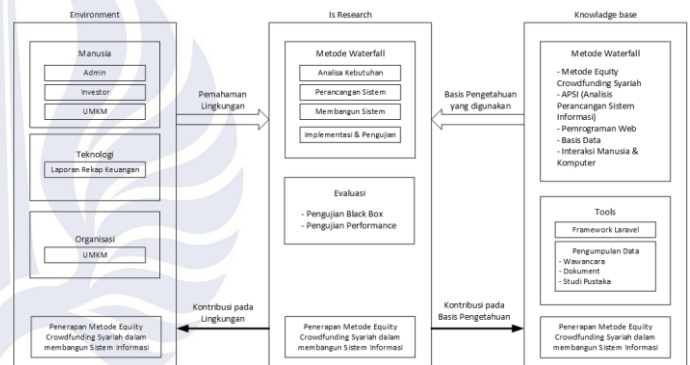 Environment
Manusia
Admin
Investor
UMKM
Teknologi
Laporan Rekap Keuangan
Organisasi
UMKM
Penerapan Metode Equity
Crowdfunding Syariah dalam
membangun Sistem Informasi
Pemahaman
Lingkungan
Kontribusi pada
Lingkungan
Is Research
Metode Waterfall
Analisa Kebutuhan
Perancangan Sistem
Membangun Sistem
Implementasi & Pengujian
Evaluasi
- Pengujian Black Box
- Pengujian Performance
Penerapan Metode Equity
Crowdfunding Syariah dalam
membangun Sistem Informasi
Basis Pengetahuan
yang digunakan
Kontribusi pada
Basis Pengetahuan
Knowladge base
Metode Waterfall
- Metode Equity
Crowdfunding Syariah
- APSI (Analisis
Perancangan Sistem
Informasi)
- Pemrograman Web
- Basis Data
- Interaksi Manusia &
Komputer
Tools
Framework Laravel
Pengumpulan Data
- Wawancara
- Dokument
- Studi Pustaka
Penerapan Metode Equity
Crowdfunding Syariah dalam
membangun Sistem Informasi